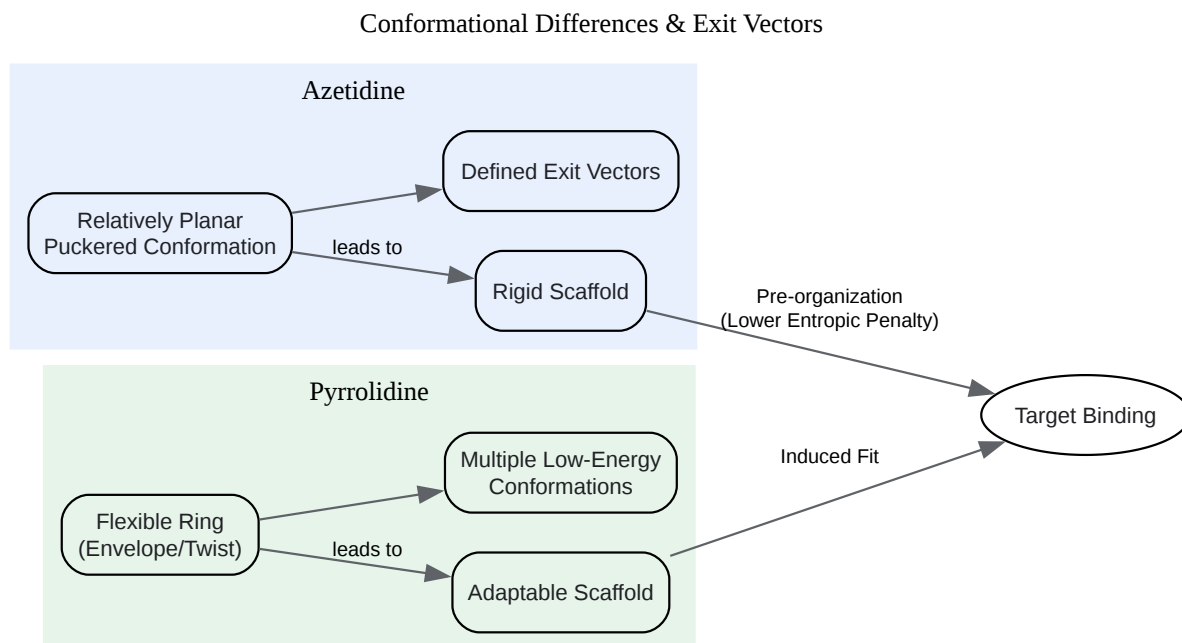 Conformational Differences & Exit Vectors
Azetidine
Defined Exit Vectors
Relatively Planar
Puckered Conformation
leads to
Rigid Scaffold
Pre-organization
(Lower Entropic Penalty)
Target Binding
Pyrrolidine
Multiple Low-Energy
Conformations
Induced Fit
Flexible Ring
(Envelope/Twist)
leads to
Adaptable Scaffold